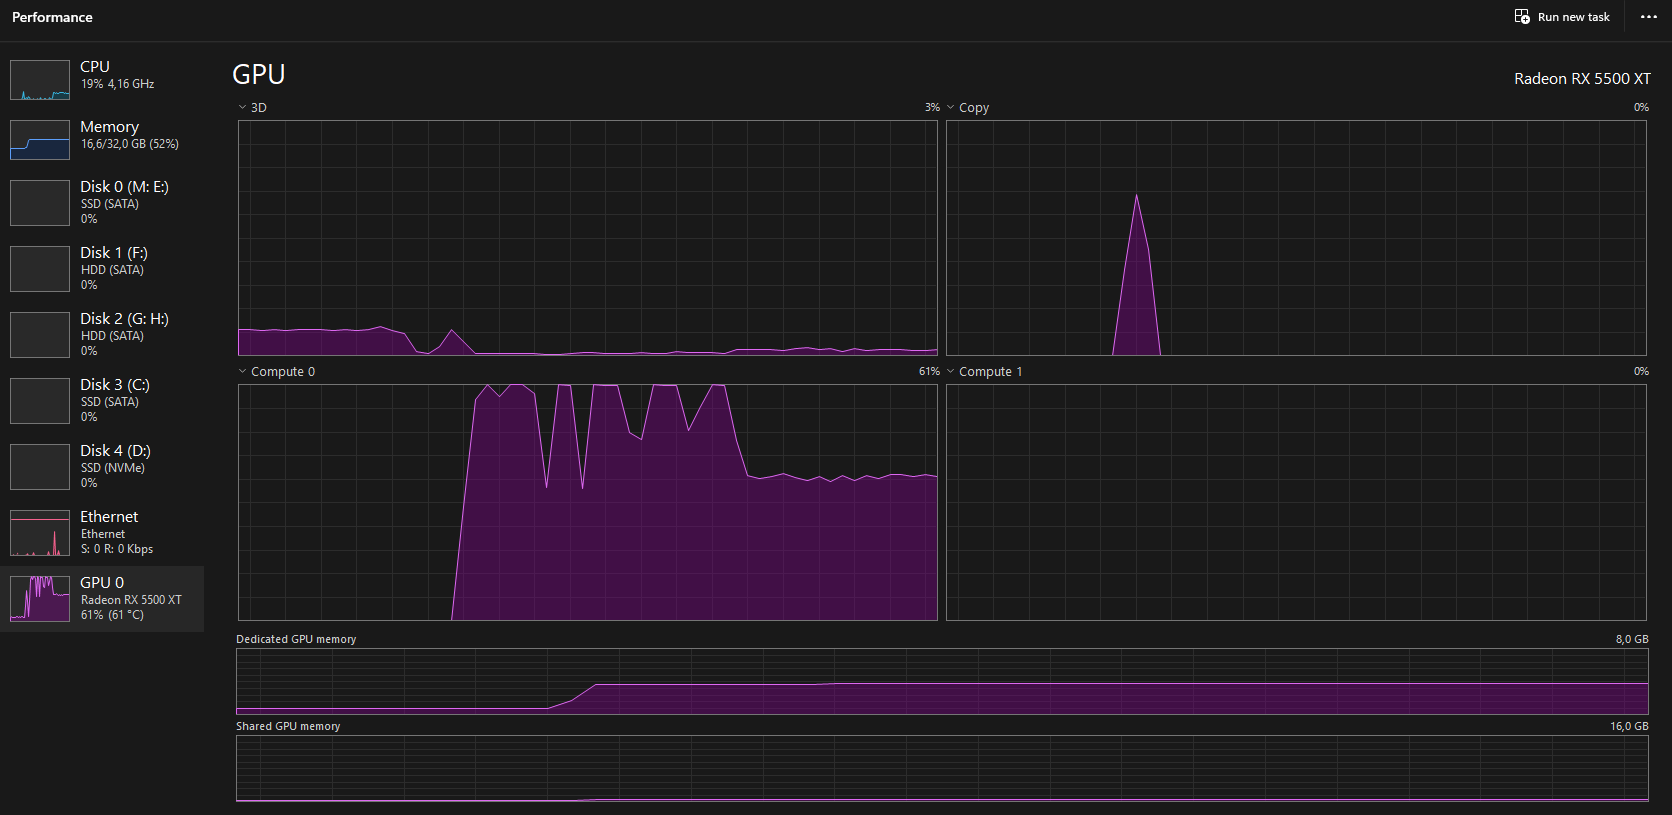 Performance
Run new task
CPU
19% 4,16 GHz
Memory
16,6/32,0 GB (52%)
Disk 0 (M: E:)
SSD (SATA)
0%
Disk 1 (F:)
HDD (SATA)
0%
Disk 2 (G: H:)
HDD (SATA)
0%
Disk 3 (C:)
SSD (SATA)
0%
Disk 4 (D:)
SSD (NVMe)
0%
Ethernet
Ethernet
S: 0 R: 0 Kbps
GPU 0
Radeon RX 5500 XT
61% (61 °C)
GPU
Radeon RX 5500 XT
3D 3%
Copy 0%
Compute 0 61%
Compute 1 0%
Dedicated GPU memory 8,0 GB
Shared GPU memory 16,0 GB